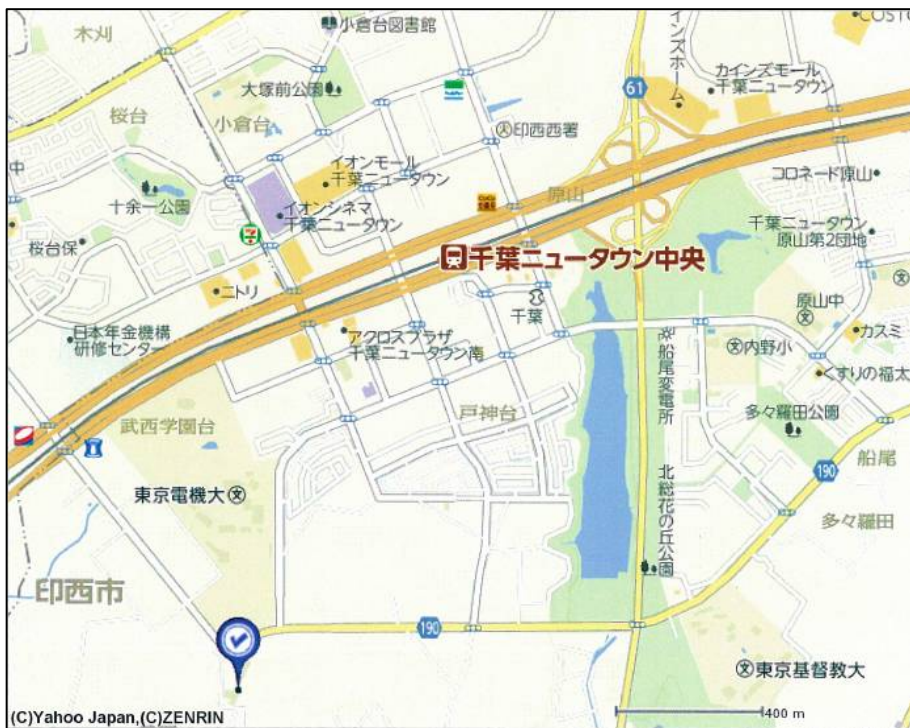 木刈
小倉台図書館
COSTC
インズホーム
大塚前公園
61
カインズモール
千葉ニュータウン
桜台
小倉台
印西西署
中
イオンモール
千葉ニュータウン
原山
コロネード原山
十余一公園
イオンシネマ
千葉ニュータウン
千葉ニュータウン
原山第2団地
桜台保
千葉ニュータウン中央
ニトリ
千葉
原山中
日本年金機構
研修センター
アクロスプラザ
千葉ニュータウン南
船尾変電所
内野小
カスミ
くすりの福太
戸神台
多々羅田公園
武西学園台
船尾
190
東京電機大
北総花の丘公園
多々羅田
印西市
190
東京基督教大
400 m
(C)Yahoo Japan,(C)ZENRIN